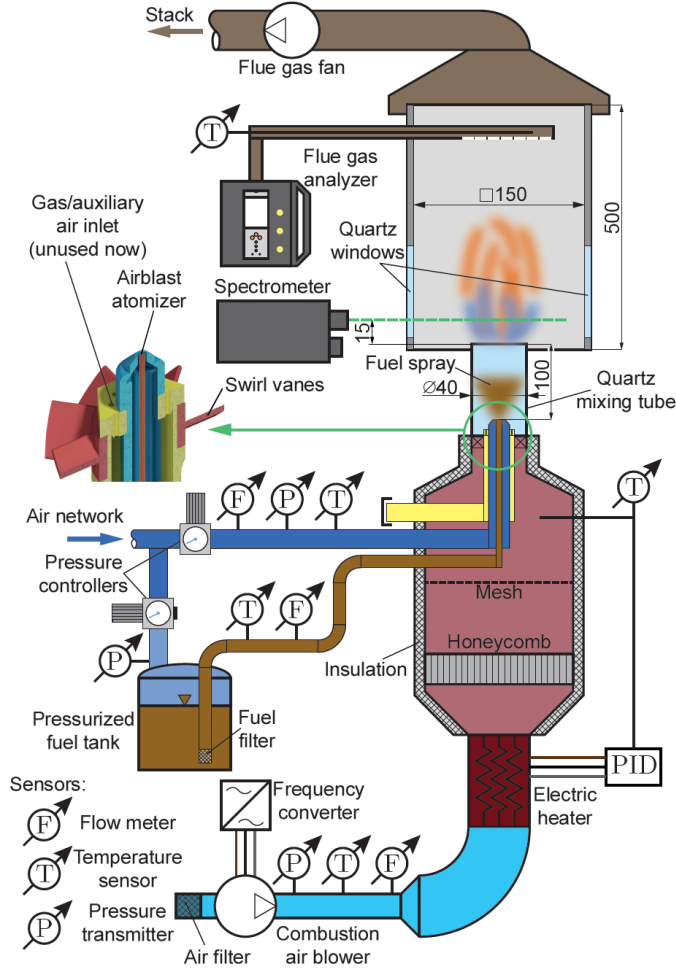 Stack
Flue gas fan
T
Flue gas
analyzer
□150
500
Gas/auxiliary
air inlet
(unused now)
Quartz
windows
Airblast
atomizer
Spectrometer
15
Fuel spray
100
Swirl vanes
Ø40
Quartz
mixing tube
F
P
T
T
Air network
Pressure
controllers
T
F
Mesh
P
Honeycomb
Insulation
Pressurized
fuel tank
Fuel
filter
PID
Sensors:
Frequency
converter
Electric
heater
F
Flow meter
P
T
F
T
Temperature
sensor
P
Pressure
transmitter
Air filter
Combustion
air blower